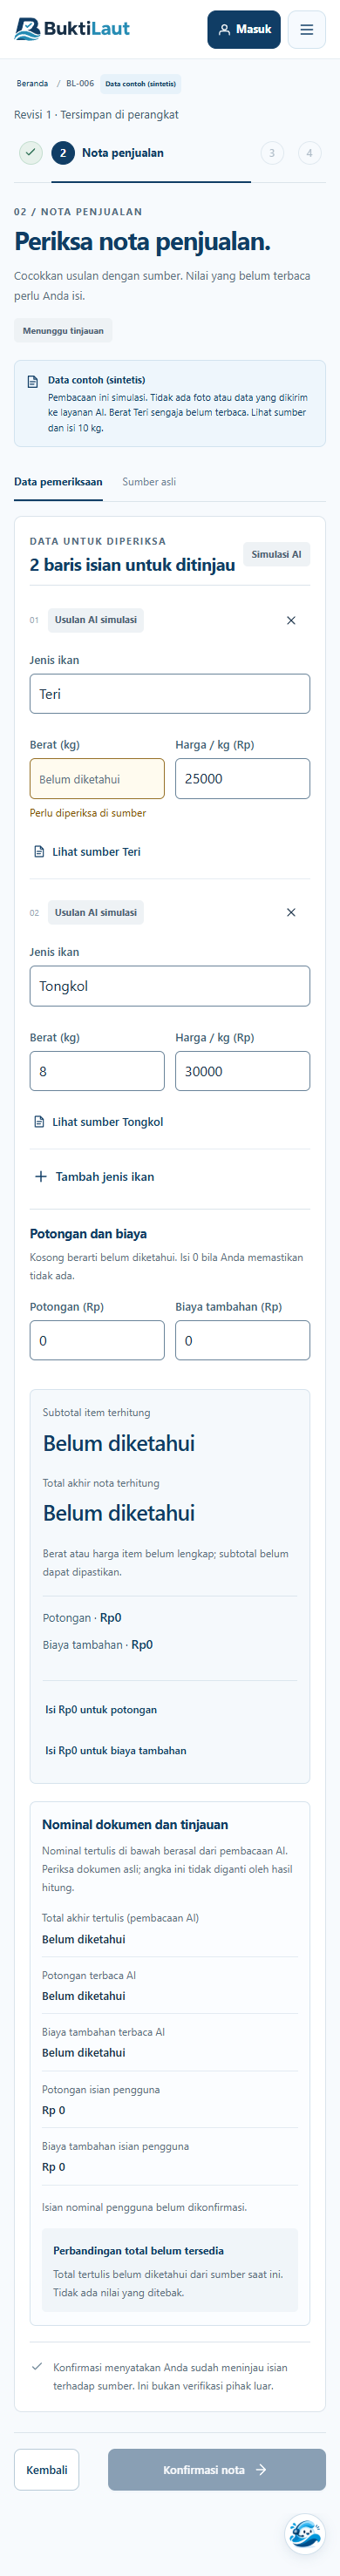 BuktiLaut
Masuk
Beranda / BL-006 Data contoh (sintetis)
Revisi 1 · Tersimpan di perangkat
2 Nota penjualan 3 4
02 / NOTA PENJUALAN
Periksa nota penjualan.
Cocokkan usulan dengan sumber. Nilai yang belum terbaca
perlu Anda isi.
Menunggu tinjauan
Data contoh (sintetis)
Pembacaan ini simulasi. Tidak ada foto atau data yang dikirim
ke layanan AI. Berat Teri sengaja belum terbaca. Lihat sumber
dan isi 10 kg.
Data pemeriksaan Sumber asli
DATA UNTUK DIPERIKSA
2 baris isian untuk ditinjau
Simulasi AI
01 Usulan AI simulasi
Jenis ikan
Teri
Berat (kg) Harga / kg (Rp)
Belum diketahui 25000
Perlu diperiksa di sumber
Lihat sumber Teri
02 Usulan AI simulasi
Jenis ikan
Tongkol
Berat (kg) Harga / kg (Rp)
8 30000
Lihat sumber Tongkol
Tambah jenis ikan
Potongan dan biaya
Kosong berarti belum diketahui. Isi 0 bila Anda memastikan
tidak ada.
Potongan (Rp) Biaya tambahan (Rp)
0 0
Subtotal item terhitung
Belum diketahui
Total akhir nota terhitung
Belum diketahui
Berat atau harga item belum lengkap; subtotal belum
dapat dipastikan.
Potongan · Rp0
Biaya tambahan · Rp0
Isi Rp0 untuk potongan
Isi Rp0 untuk biaya tambahan
Nominal dokumen dan tinjauan
Nominal tertulis di bawah berasal dari pembacaan AI.
Periksa dokumen asli; angka ini tidak diganti oleh hasil
hitung.
Total akhir tertulis (pembacaan AI)
Belum diketahui
Potongan terbaca AI
Belum diketahui
Biaya tambahan terbaca AI
Belum diketahui
Potongan isian pengguna
Rp 0
Biaya tambahan isian pengguna
Rp 0
Isian nominal pengguna belum dikonfirmasi.
Perbandingan total belum tersedia
Total tertulis belum diketahui dari sumber saat ini.
Tidak ada nilai yang ditebak.
Konfirmasi menyatakan Anda sudah meninjau isian
terhadap sumber. Ini bukan verifikasi pihak luar.
Kembali
Konfirmasi nota